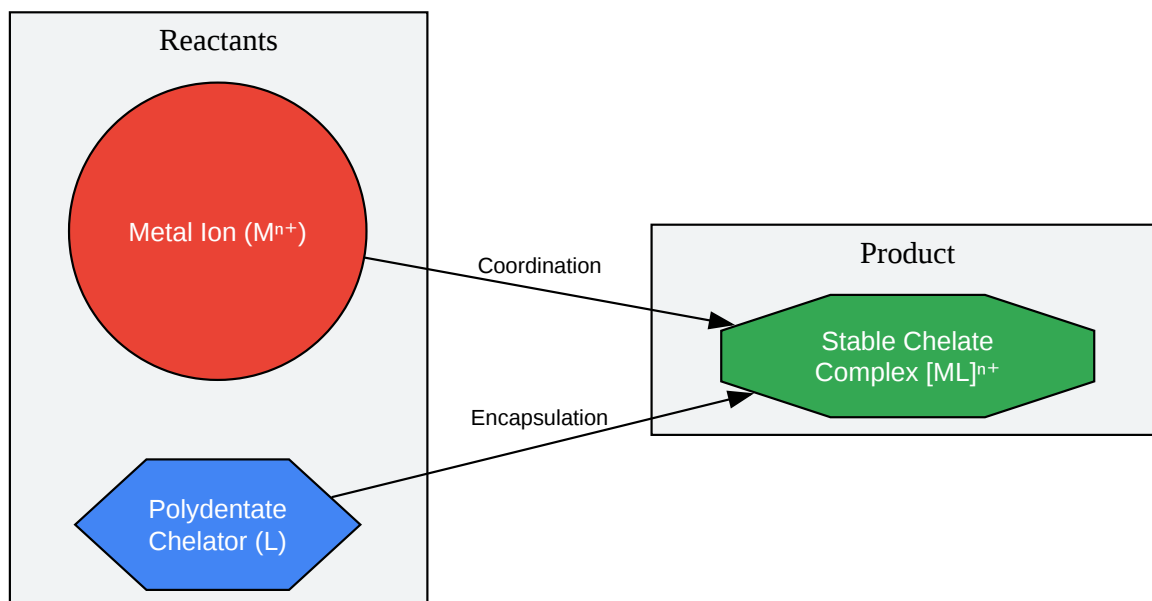 Reactants
Metal Ion (Mⁿ⁺)
Coordination
Product
Stable Chelate
Complex [ML]ⁿ⁺
Encapsulation
Polydentate
Chelator (L)